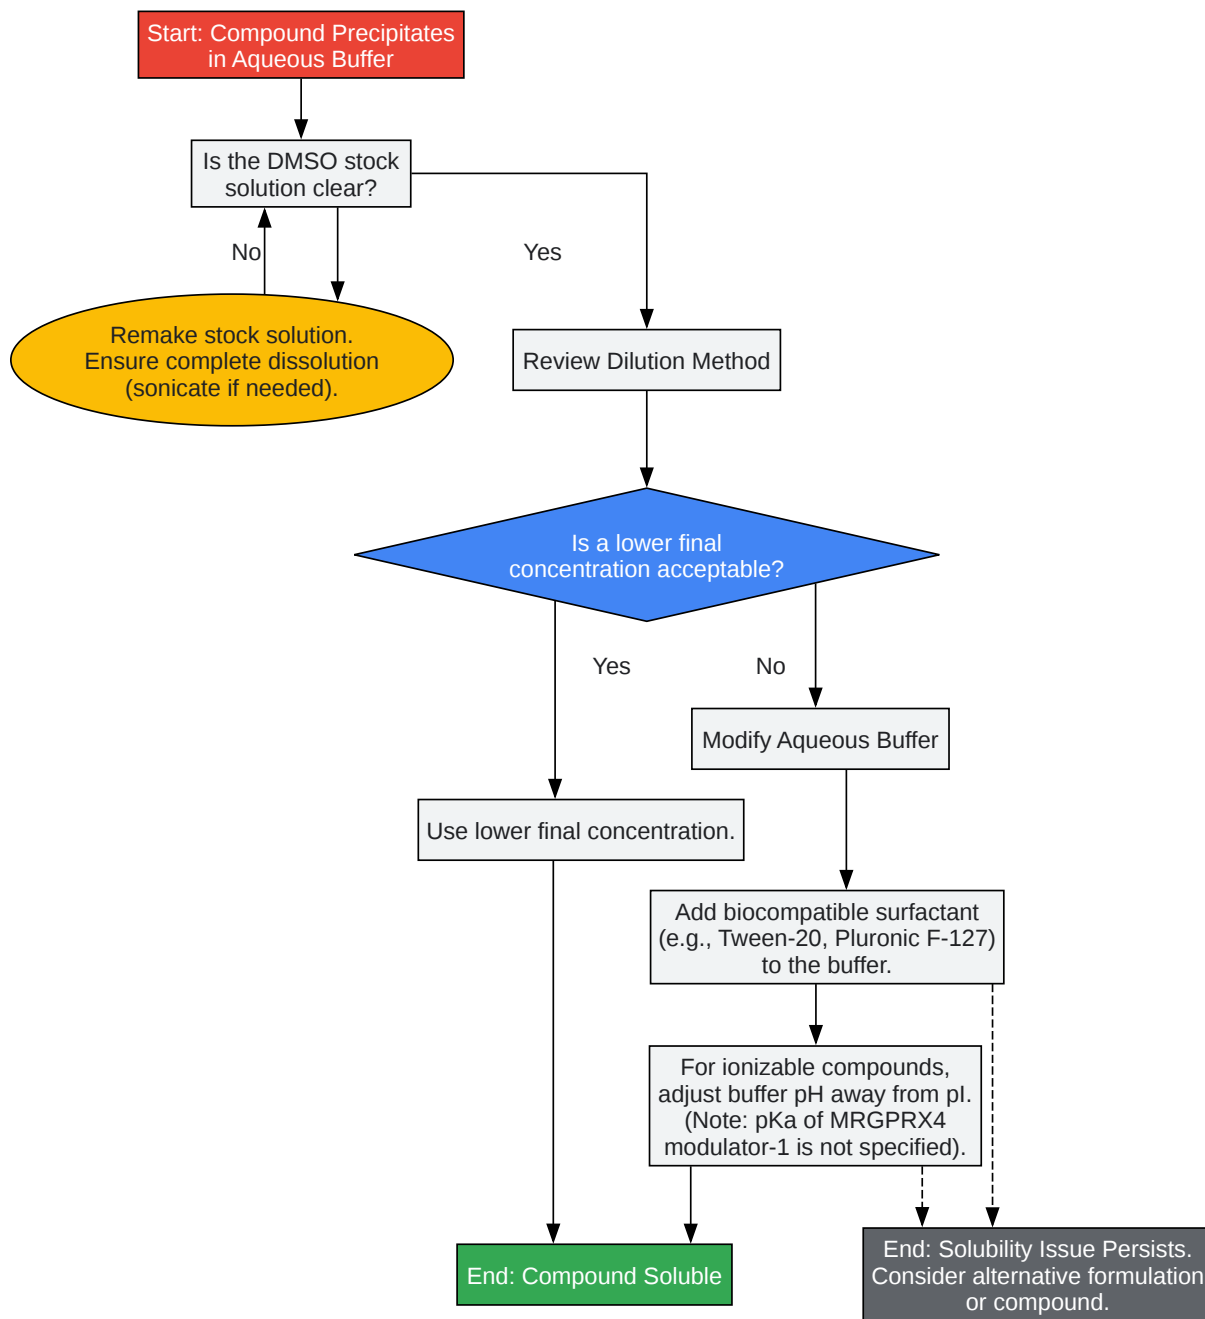 Start: Compound Precipitates
in Aqueous Buffer
Is the DMSO stock
solution clear?
No
Yes
Remake stock solution.
Ensure complete dissolution
(sonicate if needed).
Review Dilution Method
Is a lower final
concentration acceptable?
Yes
No
Modify Aqueous Buffer
Use lower final concentration.
Add biocompatible surfactant
(e.g., Tween-20, Pluronic F-127)
to the buffer.
For ionizable compounds,
adjust buffer pH away from pI.
(Note: pKa of MRGPRX4
modulator-1 is not specified).
End: Compound Soluble
End: Solubility Issue Persists.
Consider alternative formulation
or compound.